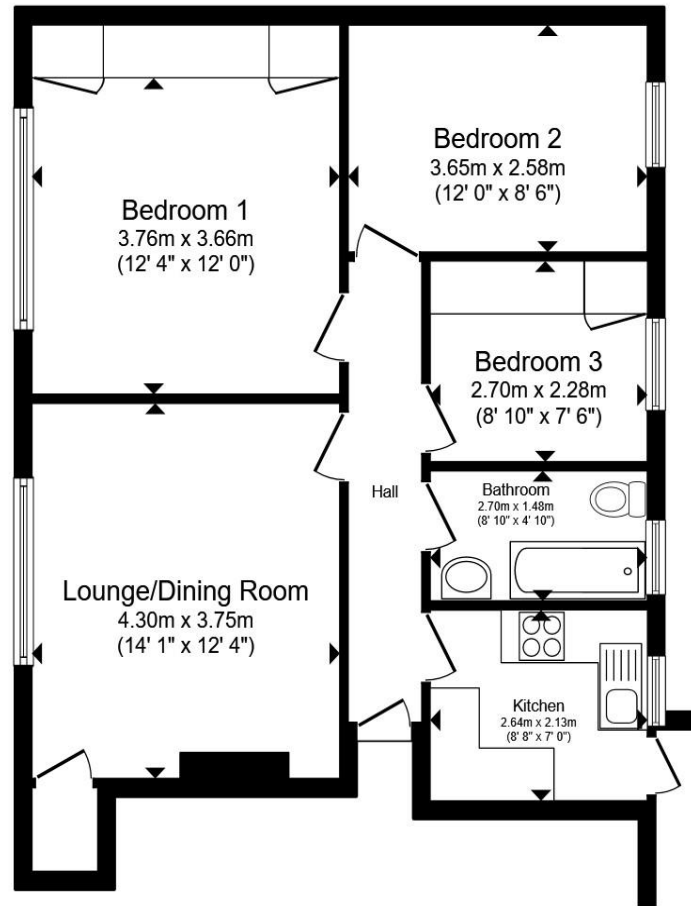 Bedroom 1
3.76m x 3.66m
(12' 4" x 12' 0")
Bedroom 2
3.65m x 2.58m
(12' 0" x 8' 6")
Bedroom 3
2.70m x 2.28m
(8' 10" x 7' 6")
Hall
Bathroom
2.70m x 1.48m
(8' 10" x 4' 10")
Lounge/Dining Room
4.30m x 3.75m
(14' 1" x 12' 4")
Kitchen
2.64m x 2.13m
(8' 8" x 7' 0")